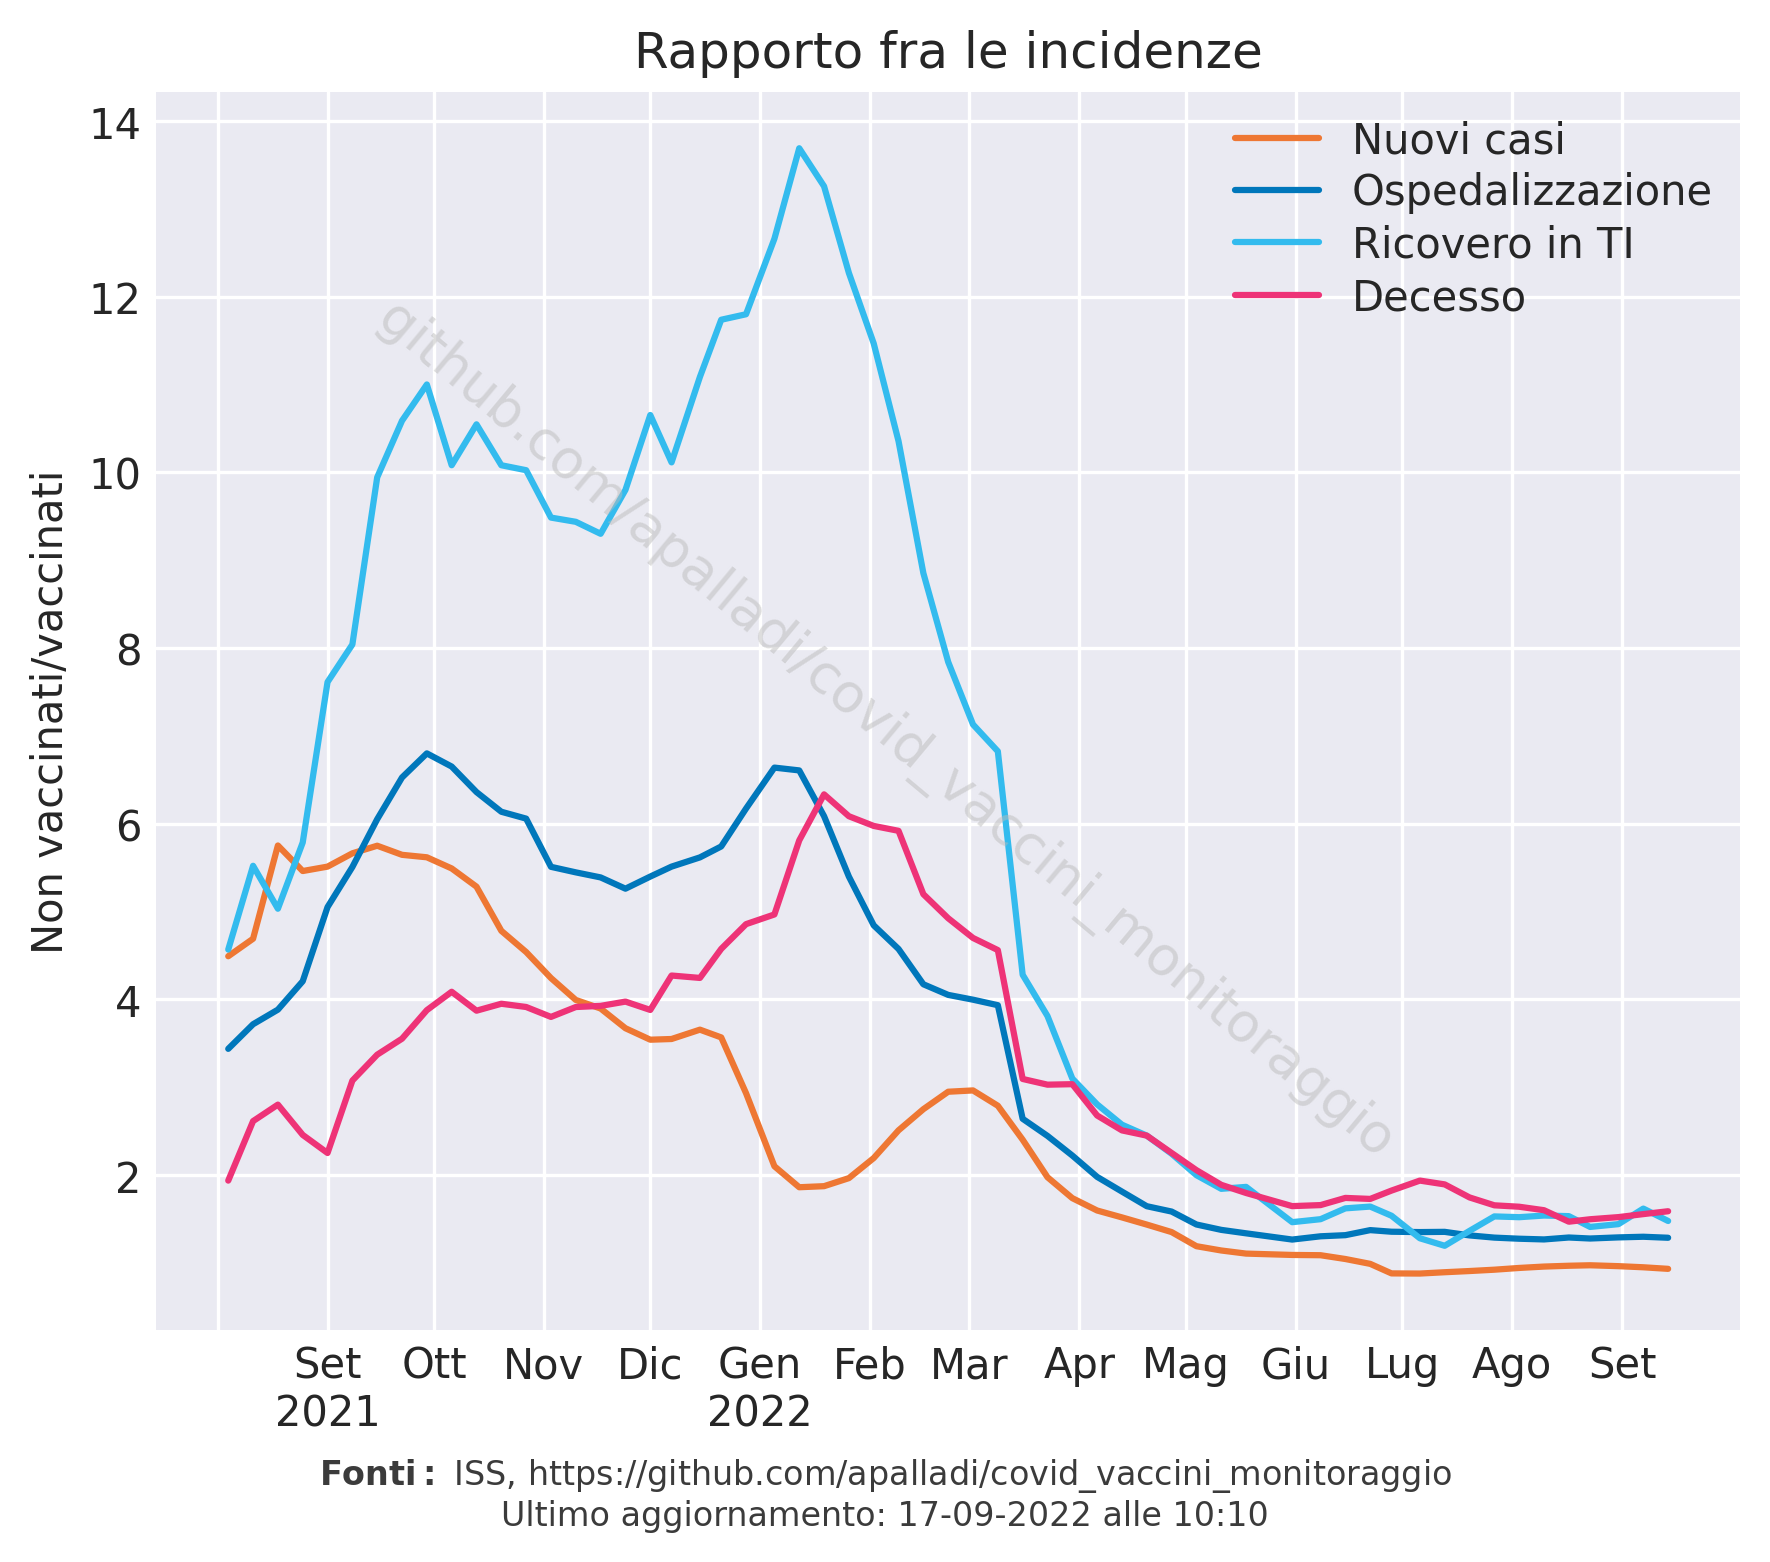 Rapporto fra le incidenze
14
12
10
8
6
4
2
Non vaccinati/vaccinati
Nuovi casi
Ospedalizzazione
Ricovero in TI
Decesso
github.com/apalladi/covid_vaccini_monitoraggio
Set Ott Nov Dic Gen Feb Mar Apr Mag Giu Lug Ago Set
2021 2022
Fonti: ISS, https://github.com/apalladi/covid_vaccini_monitoraggio
Ultimo aggiornamento: 17-09-2022 alle 10:10